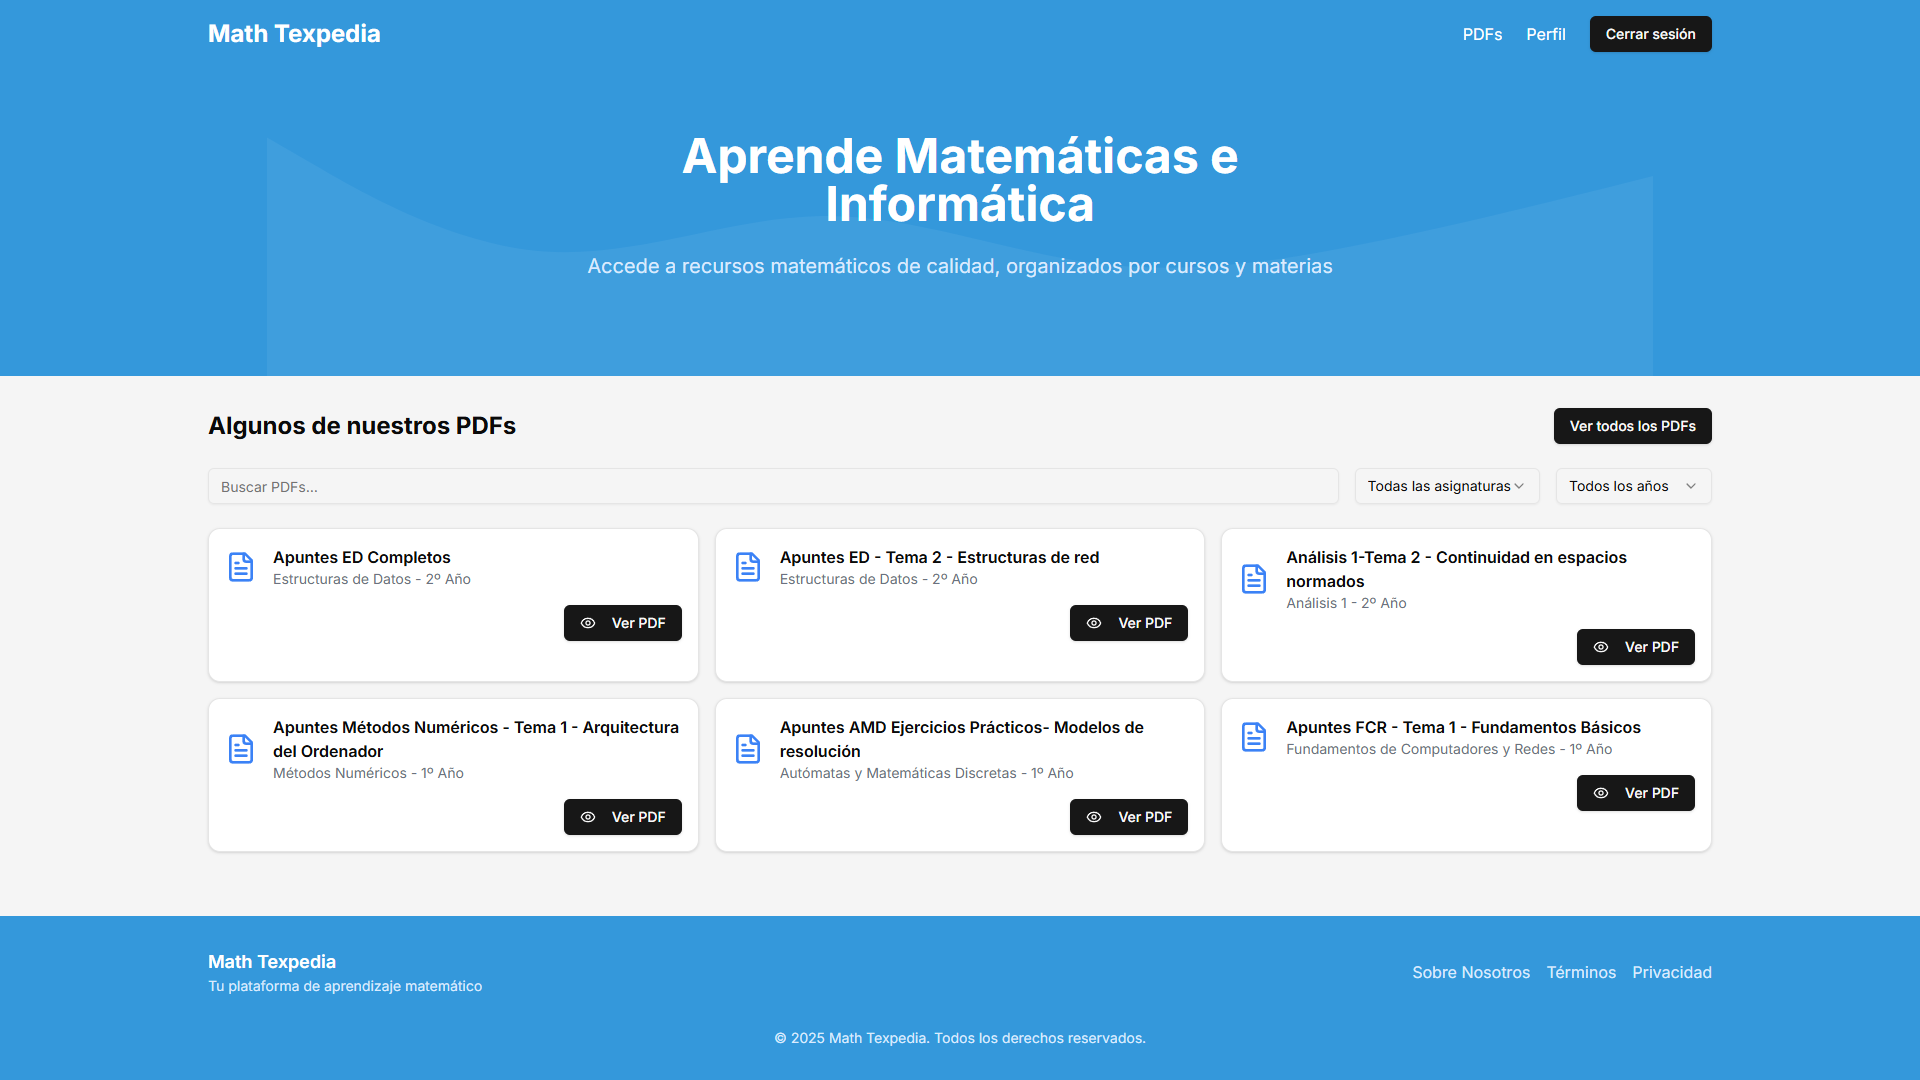 Math Texpedia
PDFs Perfil Cerrar sesión
Aprende Matemáticas e
Informática
Accede a recursos matemáticos de calidad, organizados por cursos y materias
Algunos de nuestros PDFs
Ver todos los PDFs
Buscar PDFs...
Todas las asignaturas
Todos los años
Apuntes ED Completos
Estructuras de Datos - 2º Año
Ver PDF
Apuntes ED - Tema 2 - Estructuras de red
Estructuras de Datos - 2º Año
Ver PDF
Análisis 1-Tema 2 - Continuidad en espacios
normados
Análisis 1 - 2º Año
Ver PDF
Apuntes Métodos Numéricos - Tema 1 - Arquitectura
del Ordenador
Métodos Numéricos - 1º Año
Ver PDF
Apuntes AMD Ejercicios Prácticos- Modelos de
resolución
Autómatas y Matemáticas Discretas - 1º Año
Ver PDF
Apuntes FCR - Tema 1 - Fundamentos Básicos
Fundamentos de Computadores y Redes - 1º Año
Ver PDF
Math Texpedia
Tu plataforma de aprendizaje matemático
Sobre Nosotros Términos Privacidad
© 2025 Math Texpedia. Todos los derechos reservados.